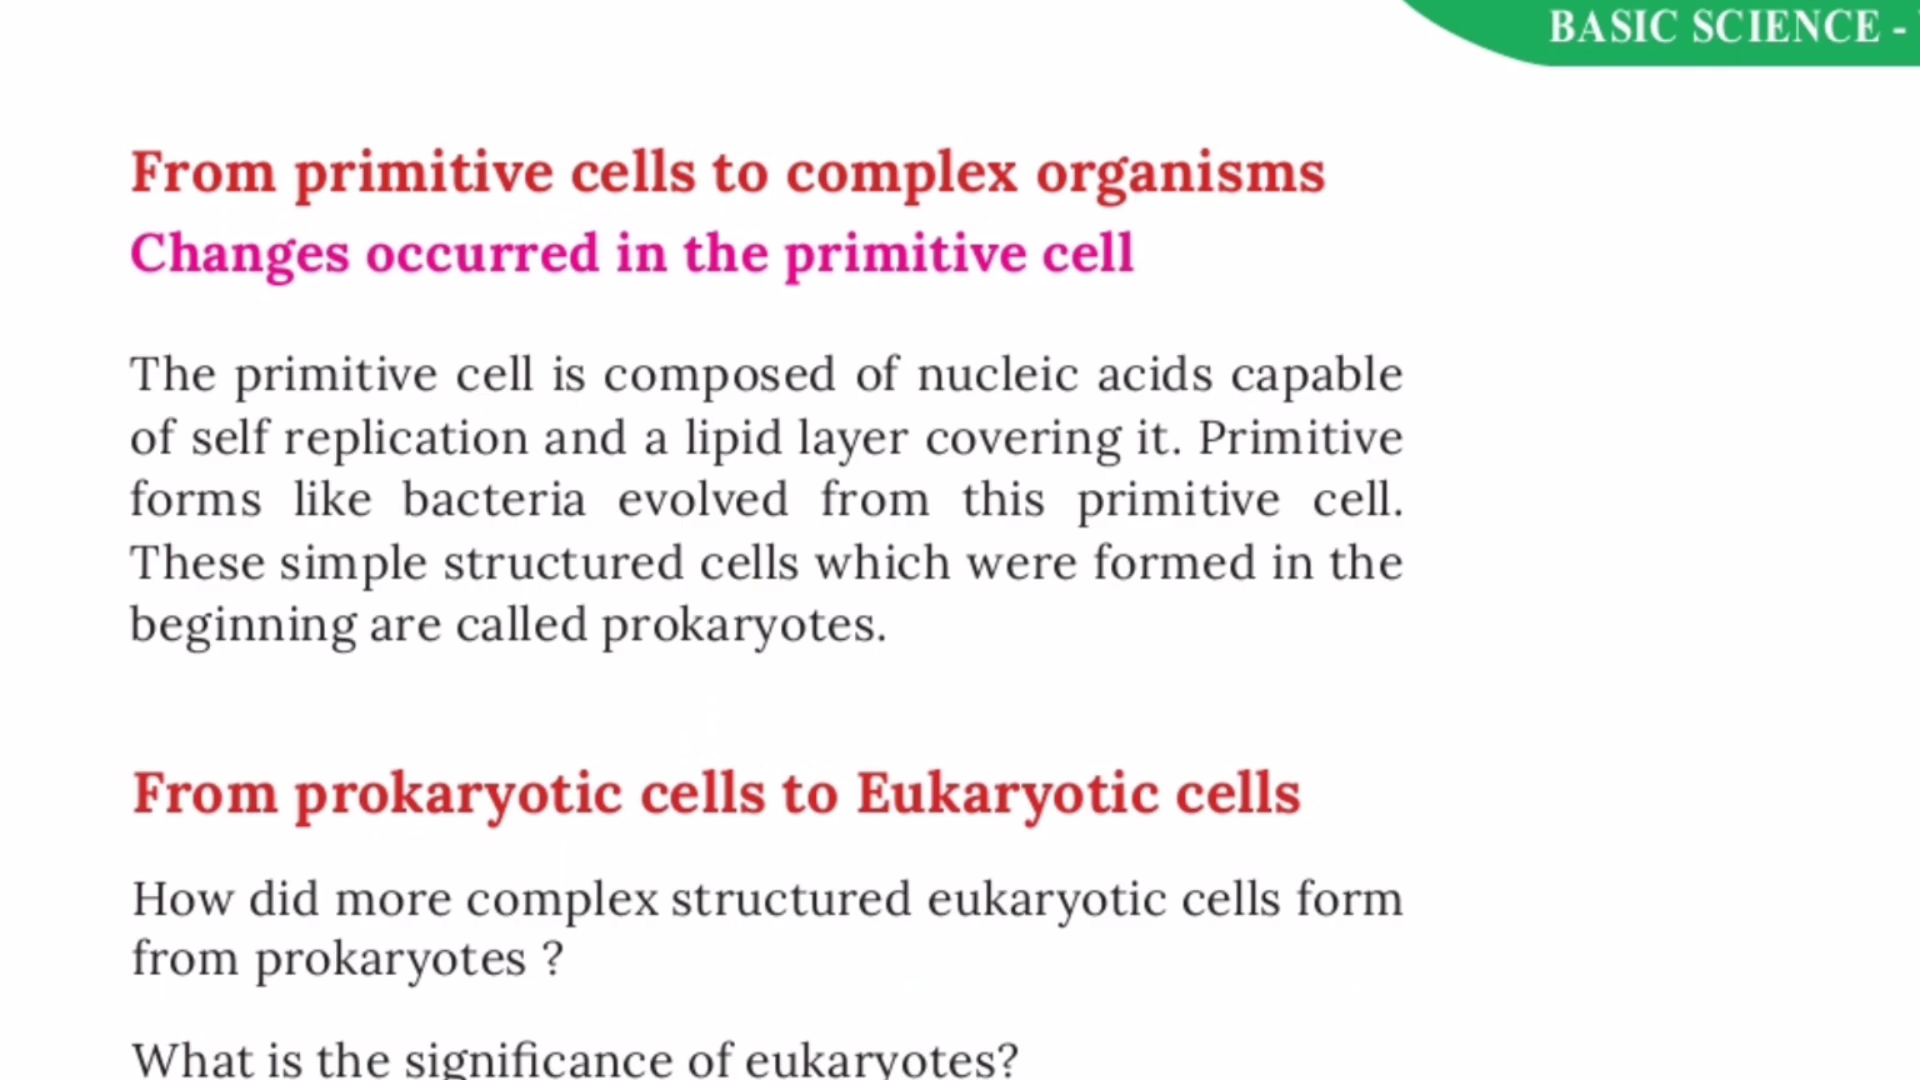 BASIC SCIENCE -
From primitive cells to complex organisms
Changes occurred in the primitive cell
The primitive cell is composed of nucleic acids capable
of self replication and a lipid layer covering it. Primitive
forms like bacteria evolved from this primitive cell.
These simple structured cells which were formed in the
beginning are called prokaryotes.
From prokaryotic cells to Eukaryotic cells
How did more complex structured eukaryotic cells form
from prokaryotes ?
What is the significance of eukaryotes?